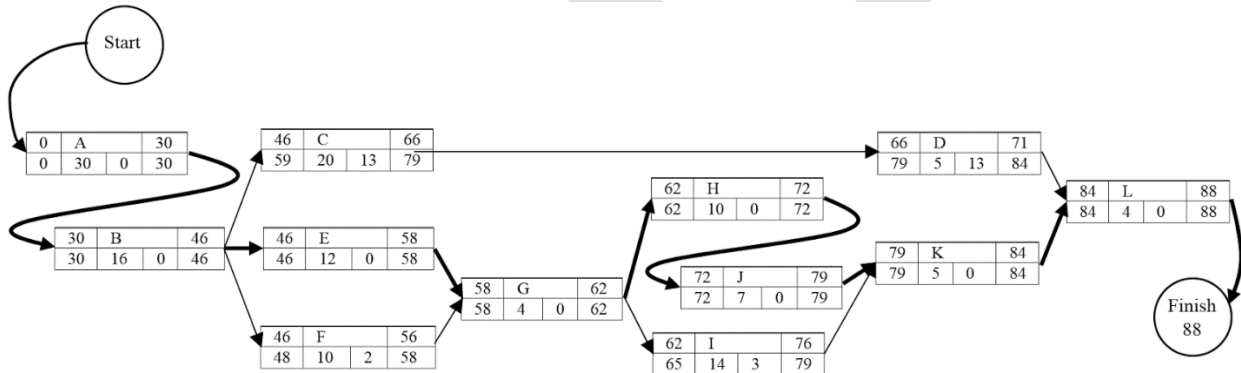 Start
0 A 30
0 30 0 30
30 B 46
30 16 0 46
46 C 66
59 20 13 79
46 E 58
46 12 0 58
46 F 56
48 10 2 58
58 G 62
58 4 0 62
62 H 72
62 10 0 72
72 J 79
72 7 0 79
62 I 76
65 14 3 79
66 D 71
79 5 13 84
79 K 84
79 5 0 84
84 L 88
84 4 0 88
Finish
88